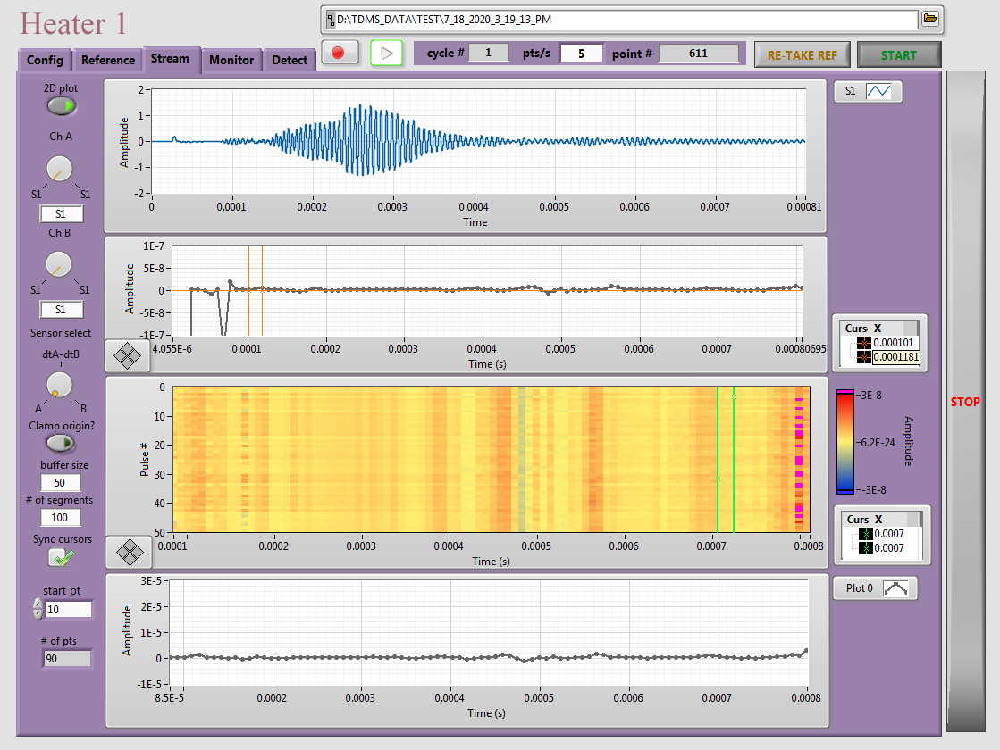 Heater 1
D:\TDMS_DATA\TEST\7_18_2020_3_19_13_PM
Config Reference Stream Monitor Detect
cycle # 1 pts/s 5 point # 611
RE-TAKE REF START
2D plot
Ch A
S1 S1
S1
Ch B
S1 S1
S1
Sensor select
dtA-dtB
A B
Clamp origin?
buffer size
50
# of segments
100
Sync cursors
start pt
10
# of pts
90
Amplitude
2
1
0
-1
-2
0 0.0001 0.0002 0.0003 0.0004 0.0005 0.0006 0.0007 0.00081
Time
S1
Amplitude
1E-7
5E-8
0
-5E-8
-1E-7
4.055E-6 0.0001 0.0002 0.0003 0.0004 0.0005 0.0006 0.0007 0.00080695
Time (s)
Curs X
0.000101
0.0001181
Pulse #
0
10
20
30
40
50
0.0001 0.0002 0.0003 0.0004 0.0005 0.0006 0.0007 0.0008
Time (s)
3E-8
-6.2E-24
-3E-8
Amplitude
Curs X
0.0007
0.0007
Plot 0
Amplitude
3E-5
2E-5
1E-5
0
-1E-5
8.5E-5 0.0002 0.0003 0.0004 0.0005 0.0006 0.0007 0.0008
Time (s)
STOP